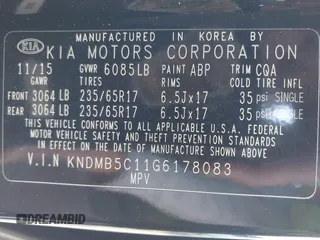 MANUFACTURED IN KOREA BY
KIA KIA MOTORS CORPORATION
11/15 GVWR 6085LB PAINT ABP TRIM CQA
GAWR TIRES RIMS COLD TIRE INFL
FRONT 3064 LB 235/65R17 6.5Jx17 35 psi SINGLE
REAR 3064 LB 235/65R17 6.5Jx17 35 psi SINGLE
THIS VEHICLE CONFORMS TO ALL APPLICABLE U.S.A. FEDERAL
MOTOR VEHICLE SAFETY AND THEFT PREVENTION STANDARDS
IN EFFECT ON THE DATE OF MANUFACTURE SHOWN ABOVE.
V.I.N KNDMB5C11G6178083
MPV
DREAMBID